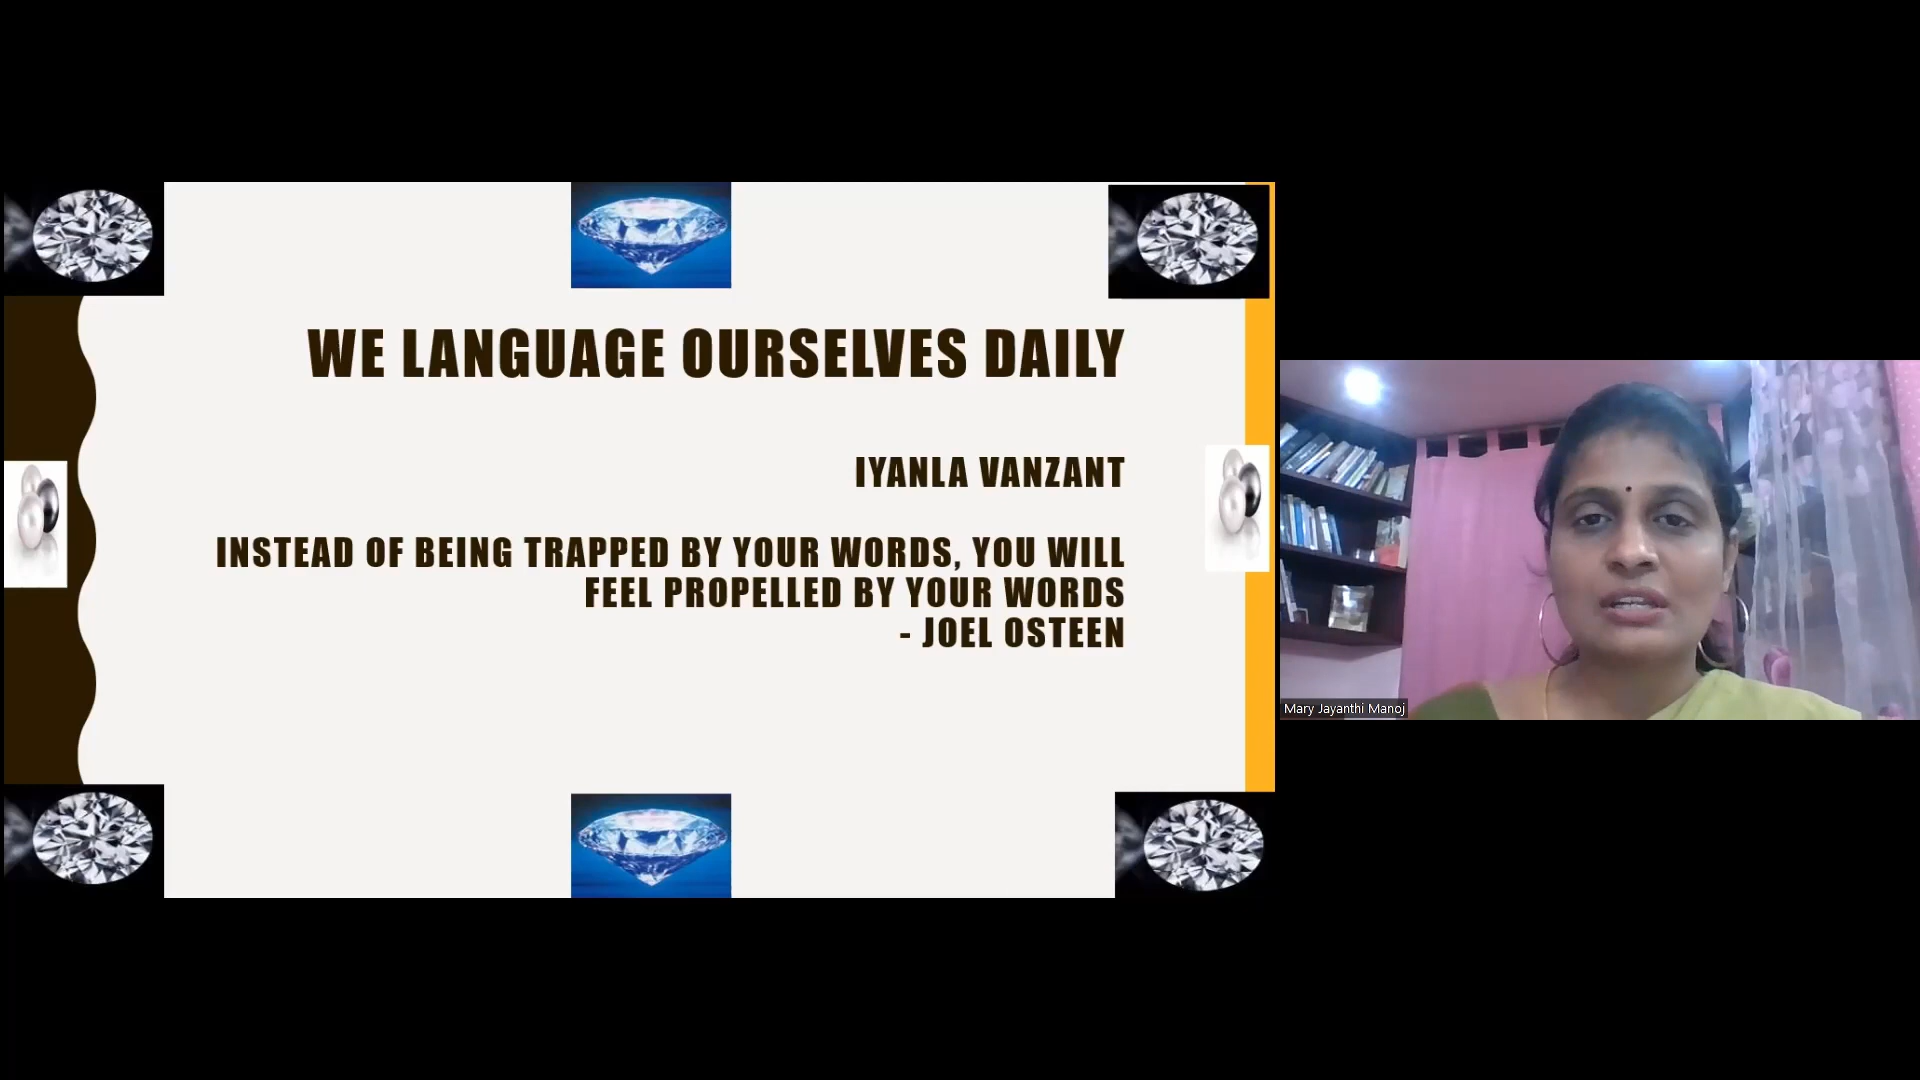 WE LANGUAGE OURSELVES DAILY
IYANLA VANZANT
INSTEAD OF BEING TRAPPED BY YOUR WORDS, YOU WILL
FEEL PROPELLED BY YOUR WORDS
- JOEL OSTEEN
Mary Jayanthi Manoj